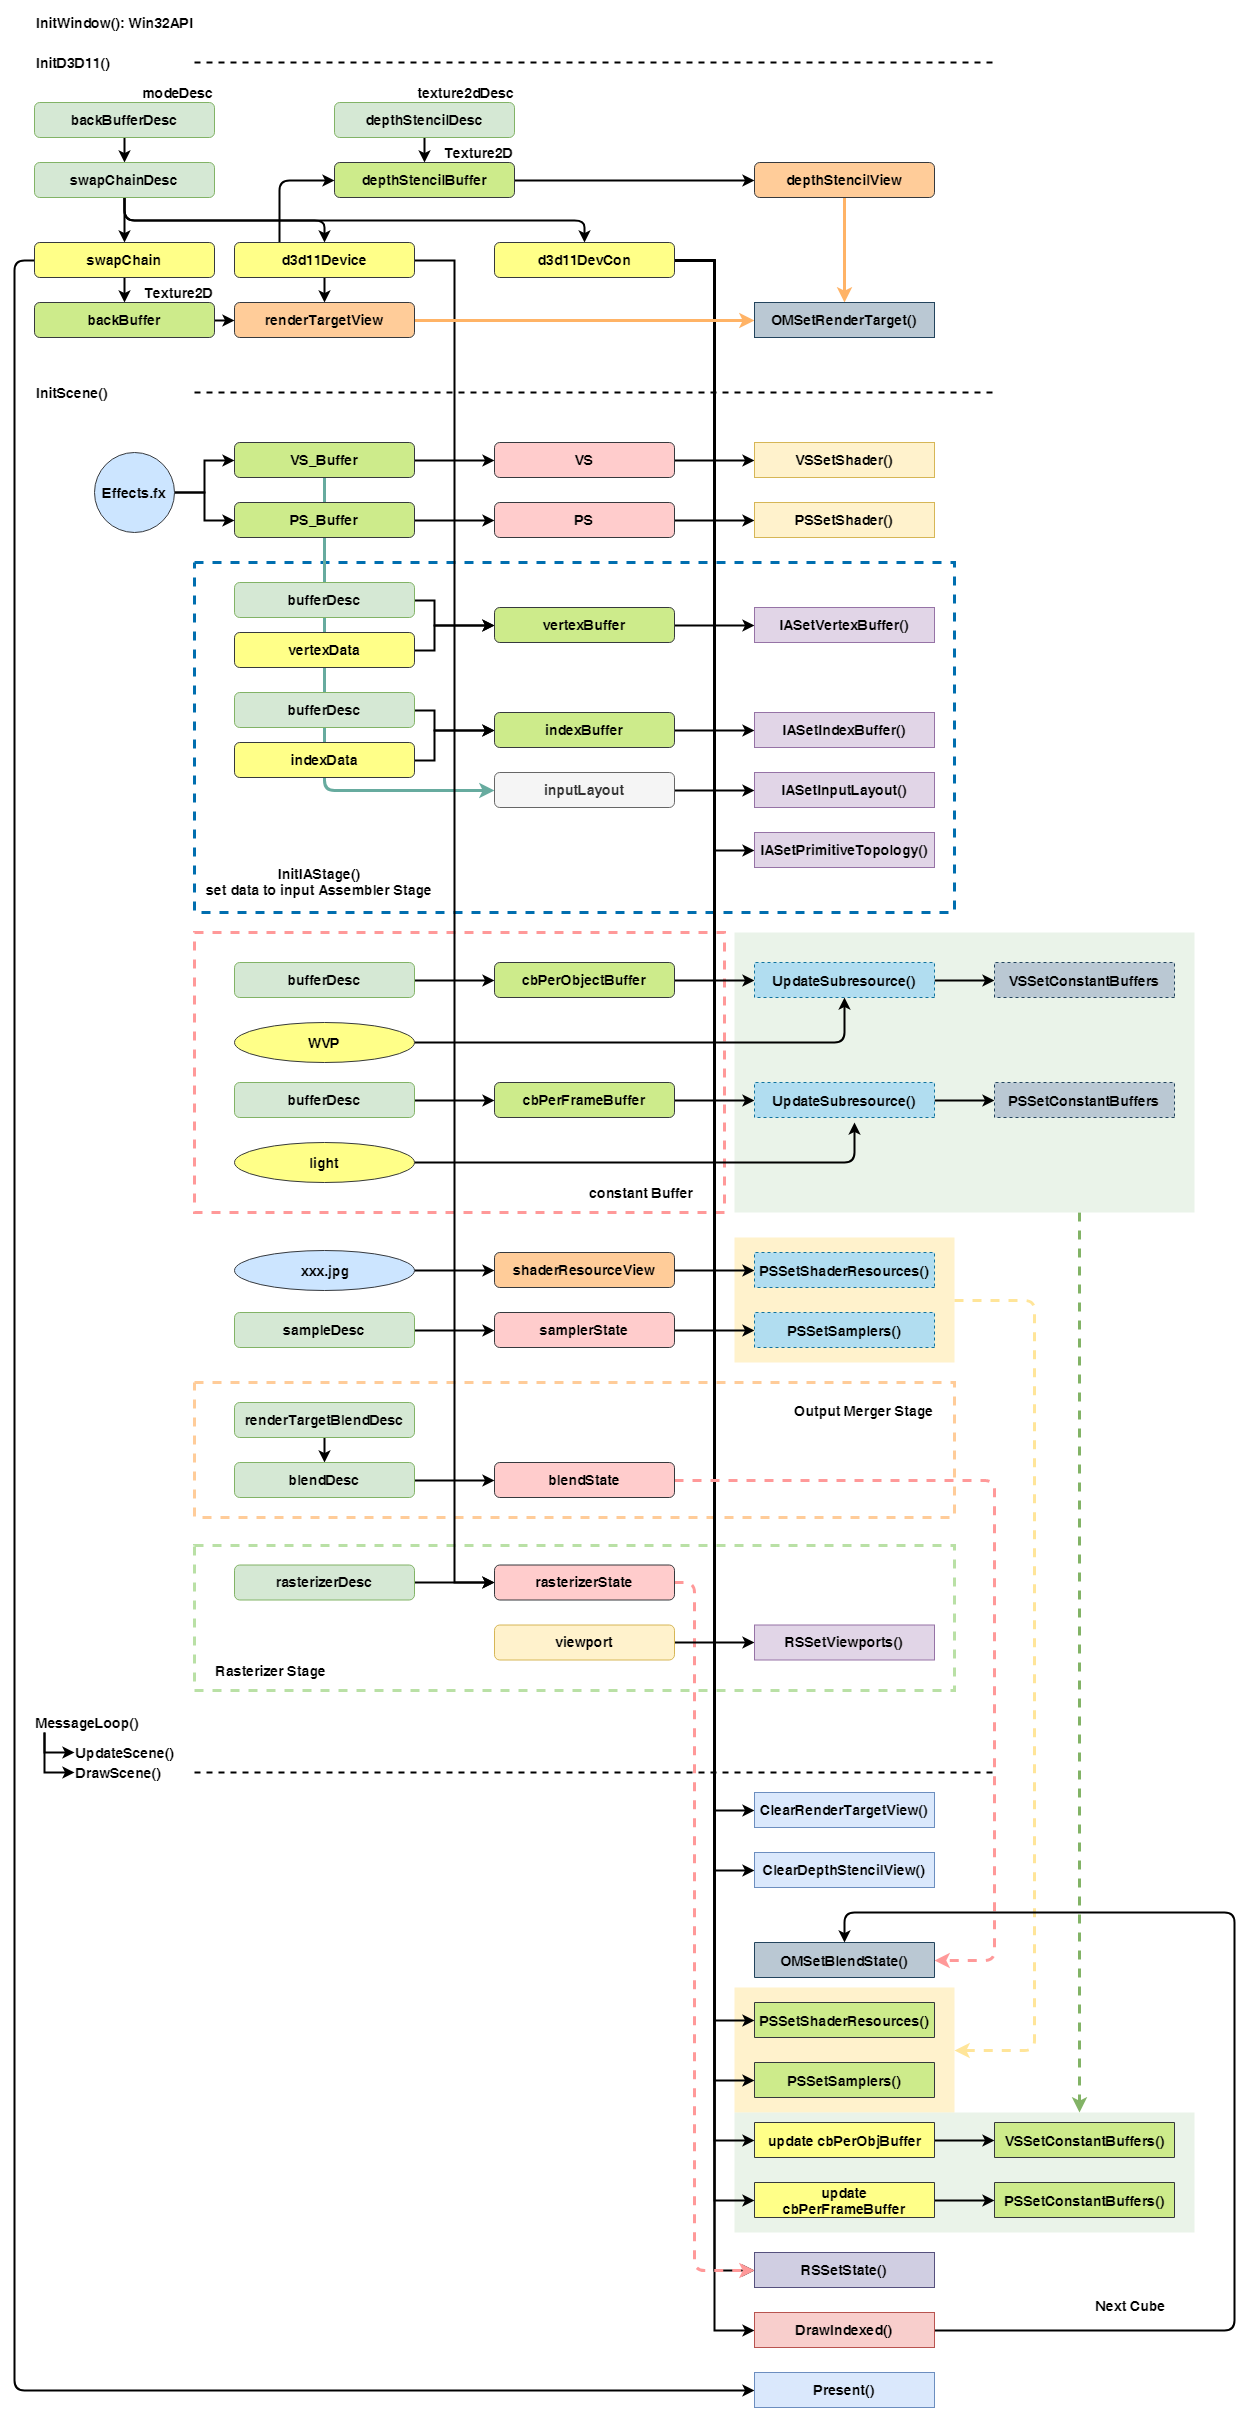 InitWindow(): Win32API
InitD3D11()
modeDesc
texture2dDesc
backBufferDesc
depthStencilDesc
Texture2D
swapChainDesc
depthStencilBuffer
depthStencilView
swapChain
d3d11Device
d3d11DevCon
Texture2D
backBuffer
renderTargetView
OMSetRenderTarget()
InitScene()
Effects.fx
VS_Buffer
VS
VSSetShader()
PS_Buffer
PS
PSSetShader()
bufferDesc
vertexData
vertexBuffer
IASetVertexBuffer()
bufferDesc
indexData
indexBuffer
IASetIndexBuffer()
inputLayout
IASetInputLayout()
IASetPrimitiveTopology()
InitIAStage()
set data to input Assembler Stage
bufferDesc
cbPerObjectBuffer
UpdateSubresource()
VSSetConstantBuffers
WVP
bufferDesc
cbPerFrameBuffer
UpdateSubresource()
PSSetConstantBuffers
light
constant Buffer
xxx.jpg
shaderResourceView
PSSetShaderResources()
sampleDesc
samplerState
PSSetSamplers()
Output Merger Stage
renderTargetBlendDesc
blendDesc
blendState
rasterizerDesc
rasterizerState
viewport
RSSetViewports()
Rasterizer Stage
MessageLoop()
UpdateScene()
DrawScene()
ClearRenderTargetView()
ClearDepthStencilView()
OMSetBlendState()
PSSetShaderResources()
PSSetSamplers()
update cbPerObjBuffer
VSSetConstantBuffers()
update
cbPerFrameBuffer
PSSetConstantBuffers()
RSSetState()
Next Cube
DrawIndexed()
Present()